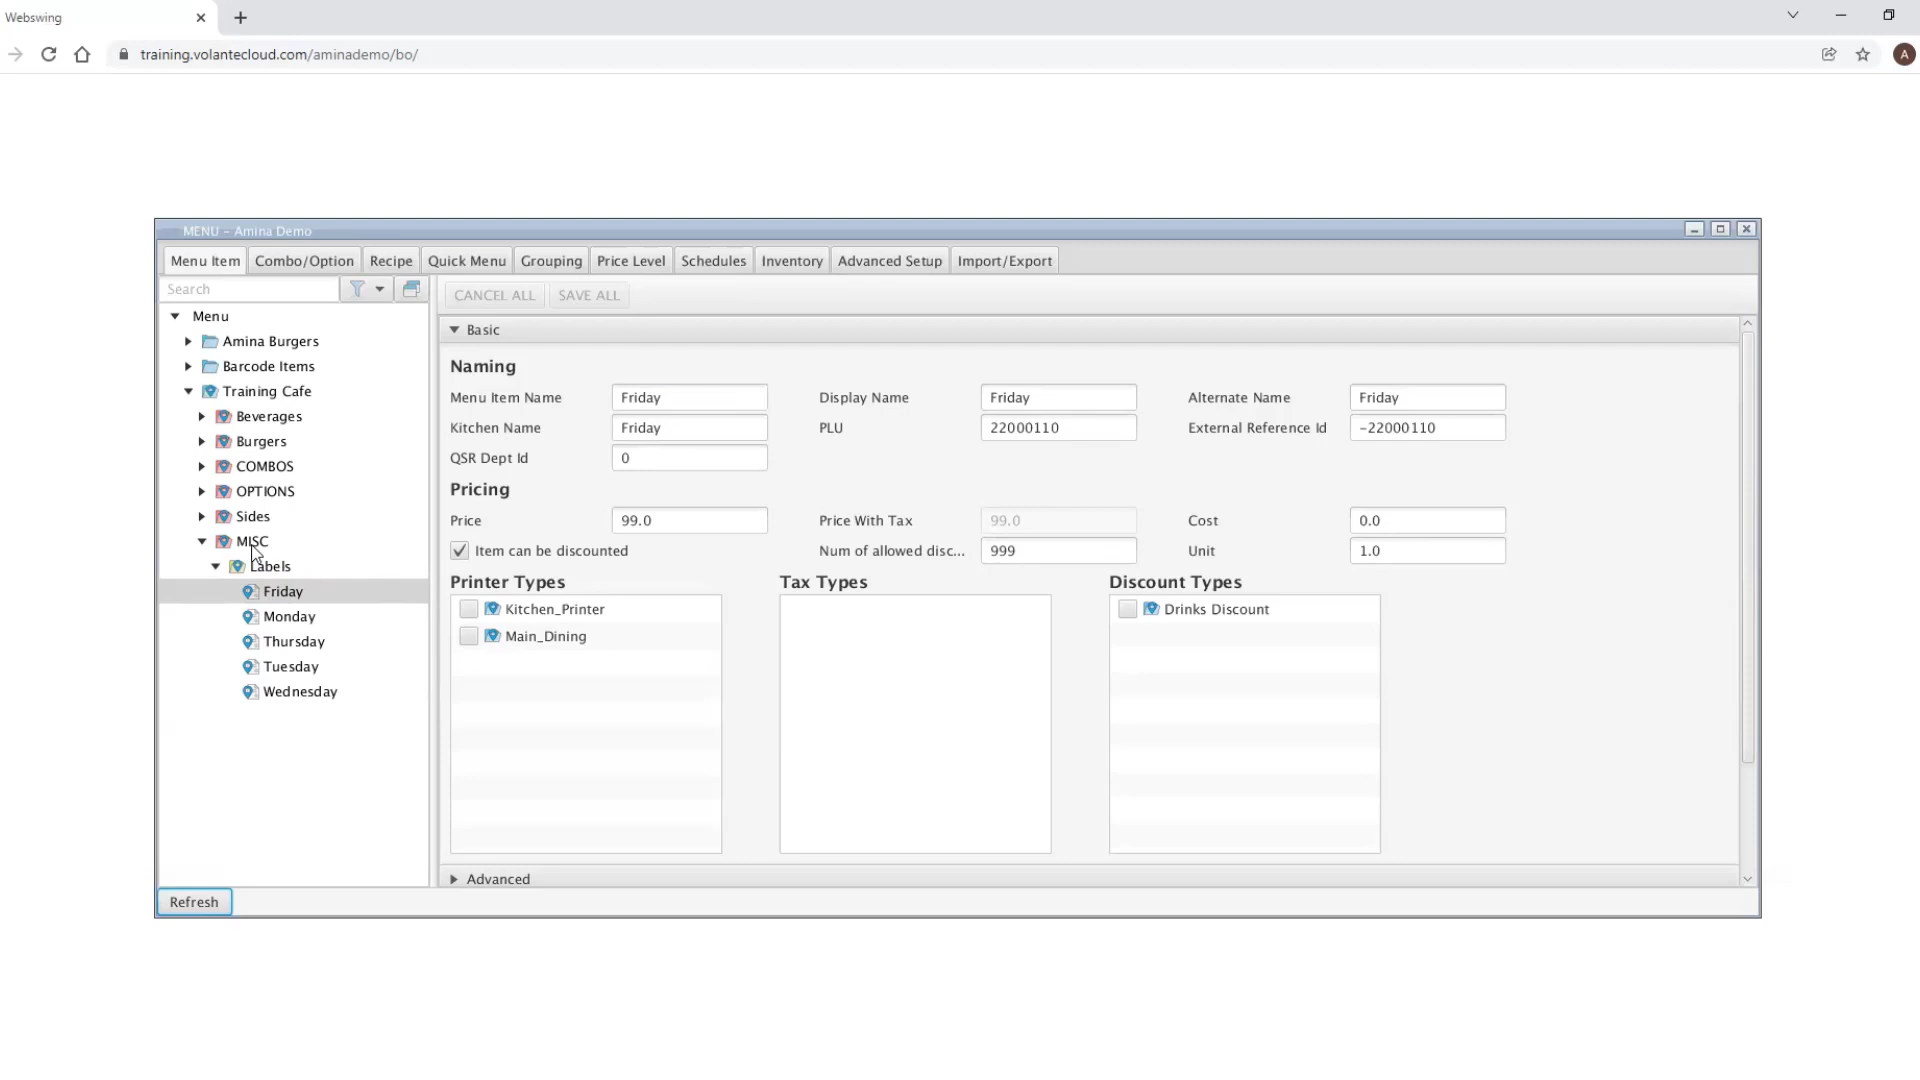 Webswing
training.volantecloud.com/aminademo/bo/
A
MENU - Amina Demo
Menu Item Combo/Option Recipe Quick Menu Grouping Price Level Schedules Inventory Advanced Setup Import/Export
Search
CANCEL ALL SAVE ALL
Menu
Amina Burgers
Barcode Items
Training Cafe
Beverages
Burgers
COMBOS
OPTIONS
Sides
MISC
Labels
Friday
Monday
Thursday
Tuesday
Wednesday
Basic
Naming
Menu Item Name Friday Display Name Friday Alternate Name Friday
Kitchen Name Friday PLU 22000110 External Reference Id -22000110
QSR Dept Id 0
Pricing
Price 99.0 Price With Tax 99.0 Cost 0.0
Item can be discounted Num of allowed disc... 999 Unit 1.0
Printer Types Tax Types Discount Types
Kitchen_Printer Drinks Discount
Main_Dining
Advanced
Refresh